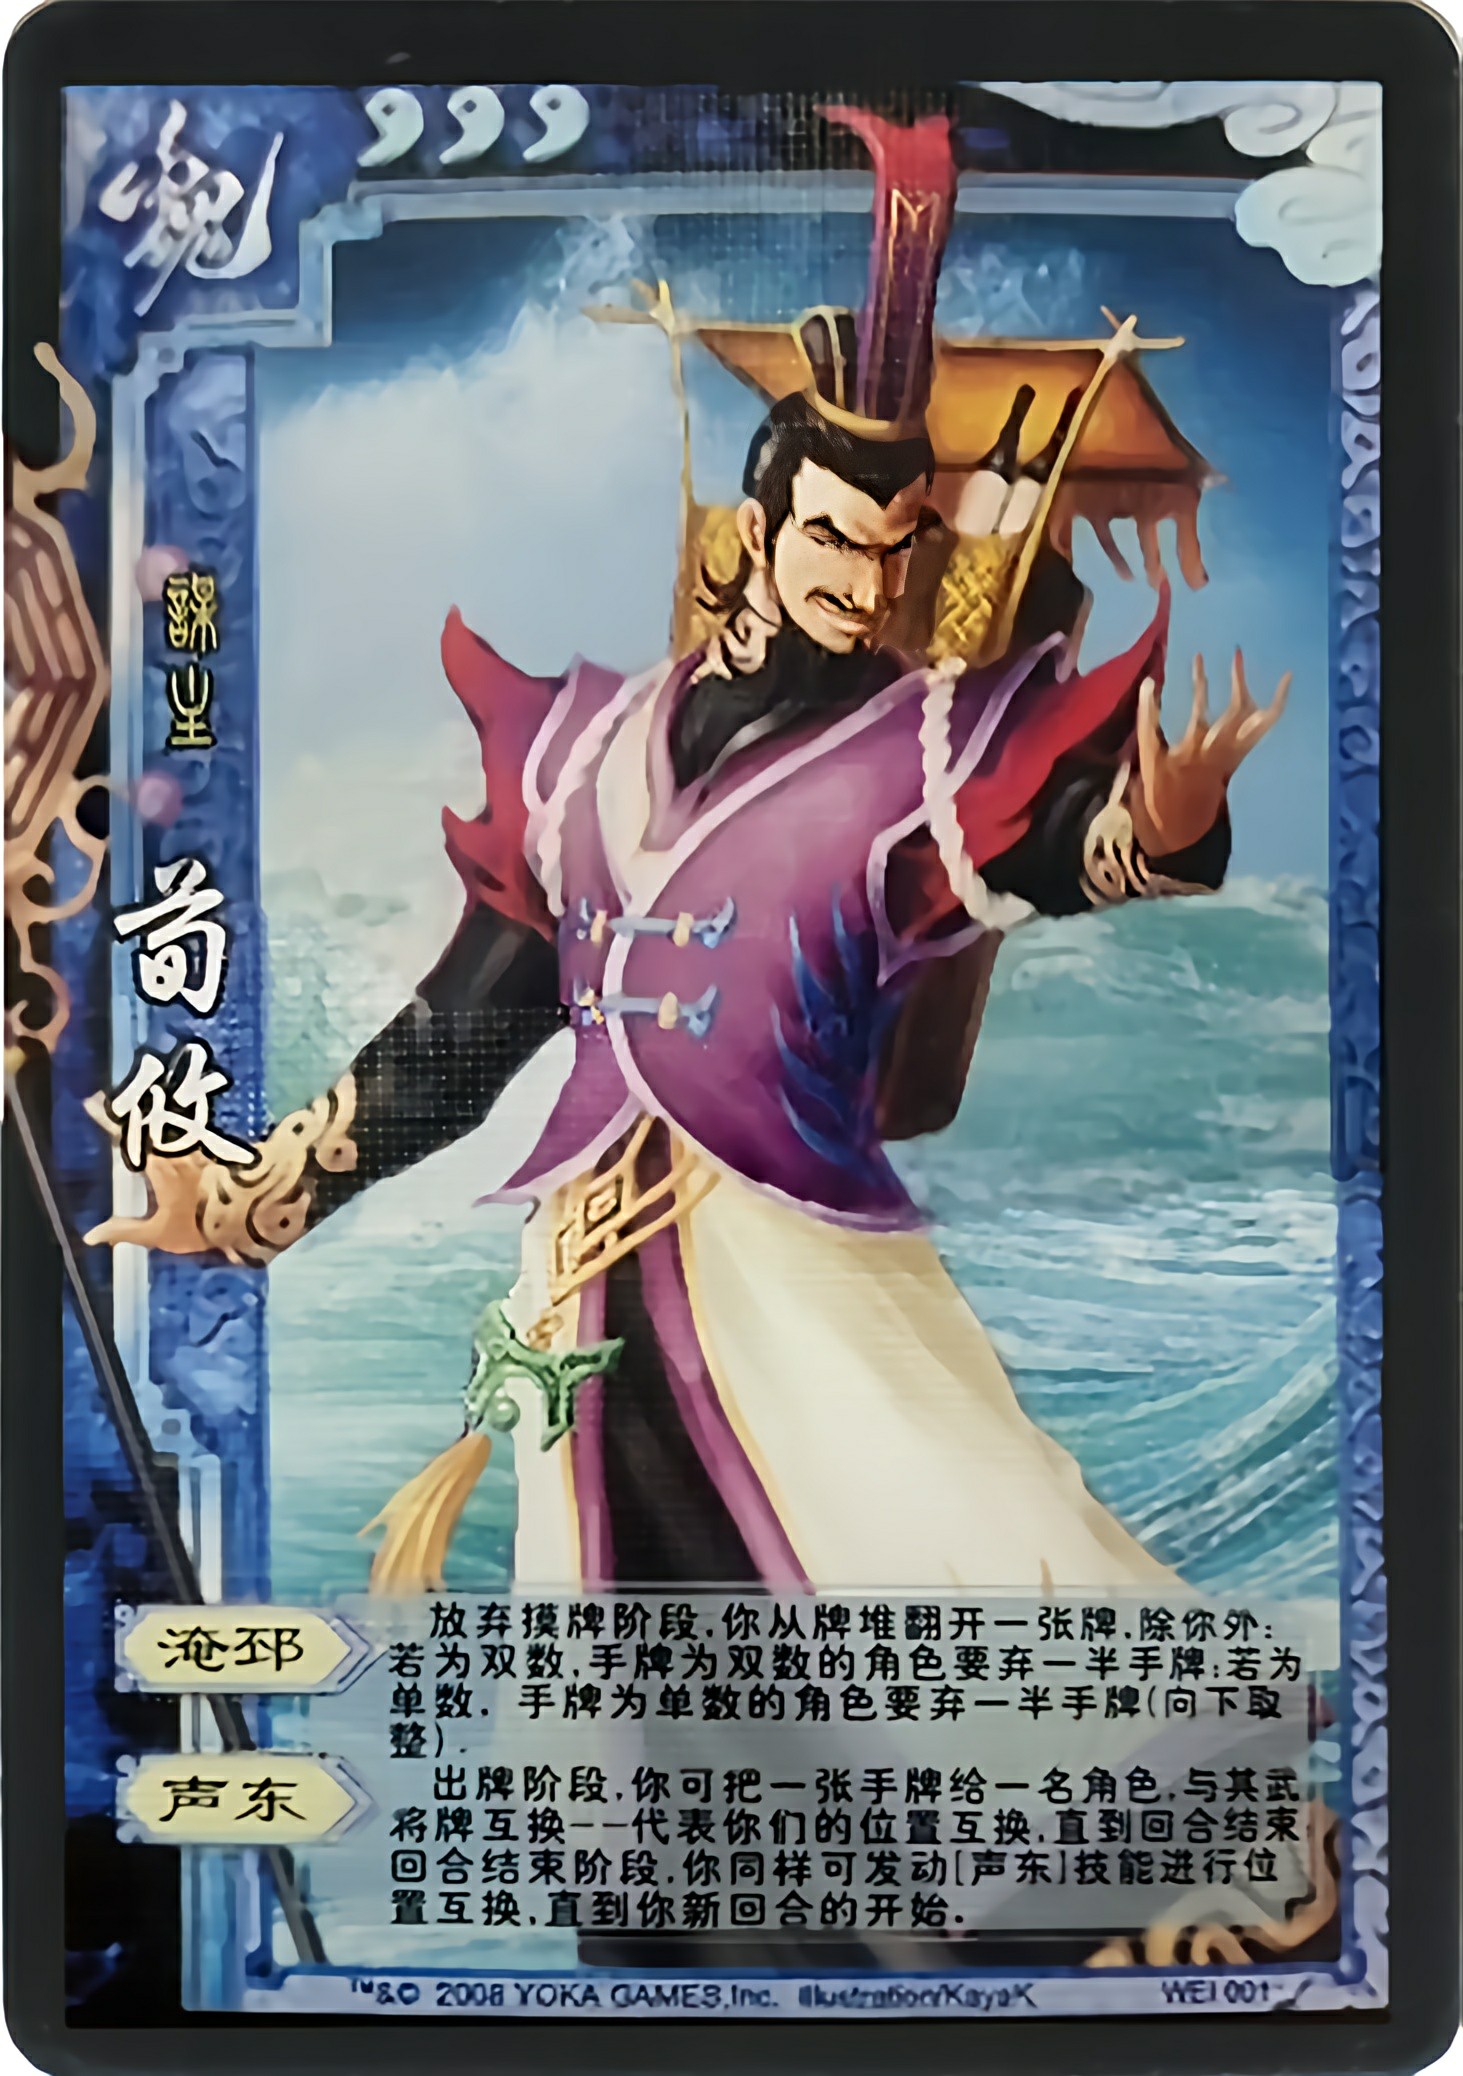 魏
謀主
荀攸
淹邳
放弃摸牌阶段,你从牌堆翻开一张牌,除你外:
若为双数,手牌为双数的角色要弃一半手牌;若为
单数, 手牌为单数的角色要弃一半手牌(向下取
整).
声东
出牌阶段,你可把一张手牌给一名角色,与其武
将牌互换--代表你们的位置互换,直到回合结束
回合结束阶段,你同样可发动[声东]技能进行位
置互换,直到你新回合的开始.
™&© 2008 YOKA GAMES,Inc. illustration/KayaK
WEI 001